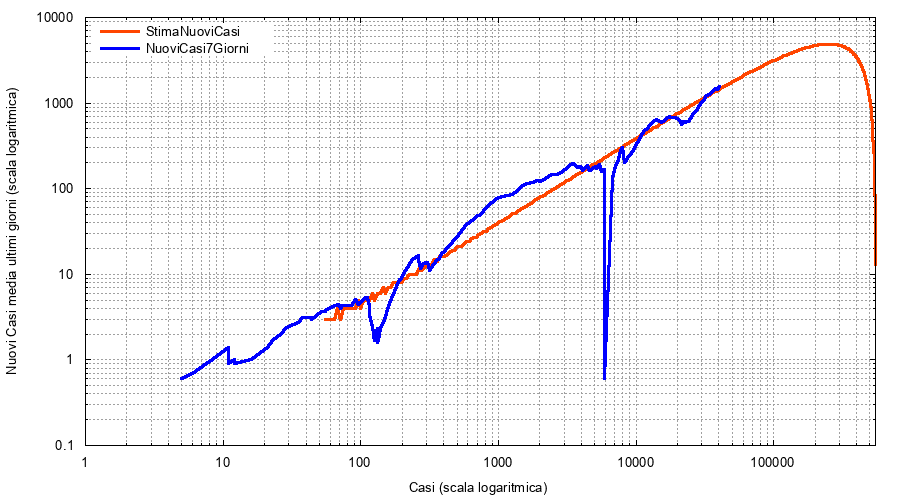 10000
1000
100
10
1
0.1
StimaNuoviCasi
NuoviCasi7Giorni
Nuovi Casi media ultimi giorni (scala logaritmica)
1 10 100 1000 10000 100000
Casi (scala logaritmica)